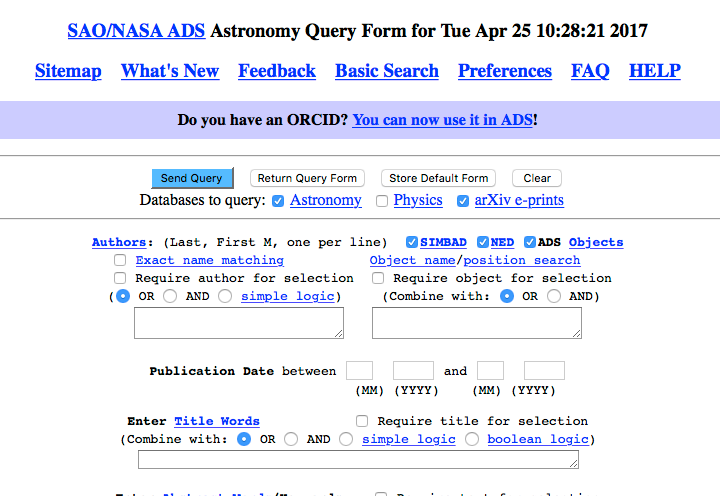 SAO/NASA ADS Astronomy Query Form for Tue Apr 25 10:28:21 2017
Sitemap What's New Feedback Basic Search Preferences FAQ HELP
Do you have an ORCID? You can now use it in ADS!
Send Query Return Query Form Store Default Form Clear
Databases to query: Astronomy Physics arXiv e-prints
Authors: (Last, First M, one per line) SIMBAD NED ADS Objects
Exact name matching Object name/position search
Require author for selection Require object for selection
(OR AND simple logic) (Combine with: OR AND)
Publication Date between and
(MM) (YYYY) (MM) (YYYY)
Enter Title Words Require title for selection
(Combine with: OR AND simple logic boolean logic)